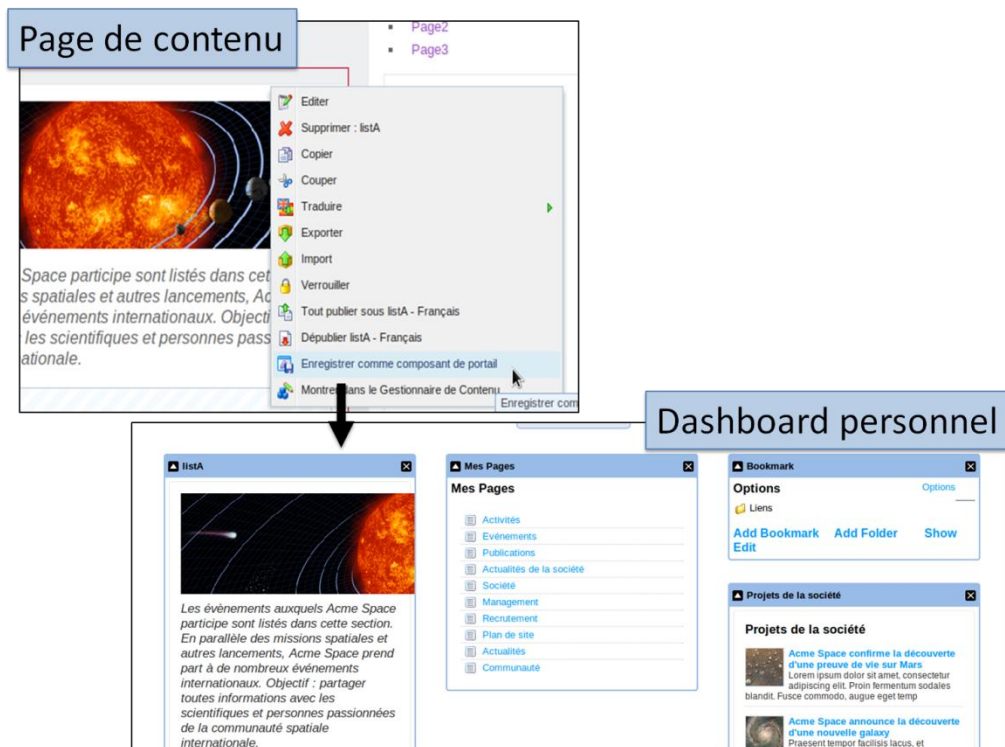 Page de contenu
Page2
Page3
Editer
Supprimer : listA
Copier
Couper
Traduire
Exporter
Import
Verrouiller
Tout publier sous listA - Français
Dépublier listA - Français
Enregistrer comme composant de portail
Montrer dans le Gestionnaire de Contenu
Enregistrer com
Space participe sont listés dans cet
s spatiales et autres lancements, Ac
événements internationaux. Objecti
les scientifiques et personnes pass
ationale.
Dashboard personnel
listA
Les évènements auxquels Acme Space
participe sont listés dans cette section.
En parallèle des missions spatiales et
autres lancements, Acme Space prend
part à de nombreux événements
internationaux. Objectif : partager
toutes informations avec les
scientifiques et personnes passionnées
de la communauté spatiale
internationale.
Mes Pages
Mes Pages
Activités
Evénements
Publications
Actualités de la société
Société
Management
Recrutement
Plan de site
Actualités
Communauté
Bookmark
Options
Options
Liens
Add Bookmark Add Folder Show
Edit
Projets de la société
Projets de la société
Acme Space confirme la découverte
d'une preuve de vie sur Mars
Lorem ipsum dolor sit amet, consectetur
adipiscing elit. Proin fermentum sodales
blandit. Fusce commodo, augue eget temp
Acme Space announce la découverte
d'une nouvelle galaxy
Praesent tempor facilisis lacus, et